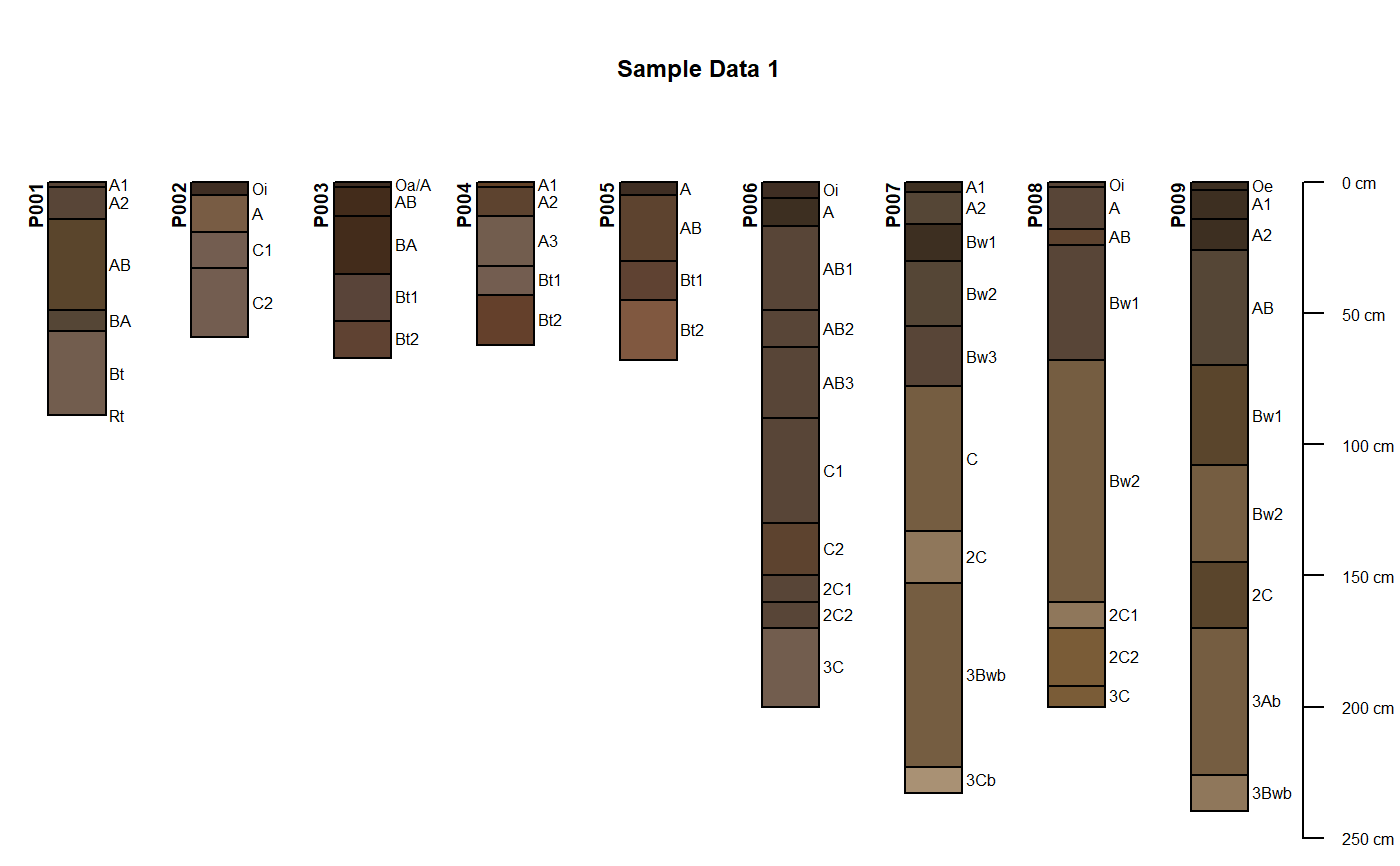 Sample Data 1
P001
A1
A2
AB
BA
Bt
Rt
P002
Oi
A
C1
C2
P003
Oa/A
AB
BA
Bt1
Bt2
P004
A1
A2
A3
Bt1
Bt2
P005
A
AB
Bt1
Bt2
P006
Oi
A
AB1
AB2
AB3
C1
C2
2C1
2C2
3C
P007
A1
A2
Bw1
Bw2
Bw3
C
2C
3Bwb
3Cb
P008
Oi
A
AB
Bw1
Bw2
2C1
2C2
3C
P009
Oe
A1
A2
AB
Bw1
Bw2
2C
3Ab
3Bwb
0 cm
50 cm
100 cm
150 cm
200 cm
250 cm